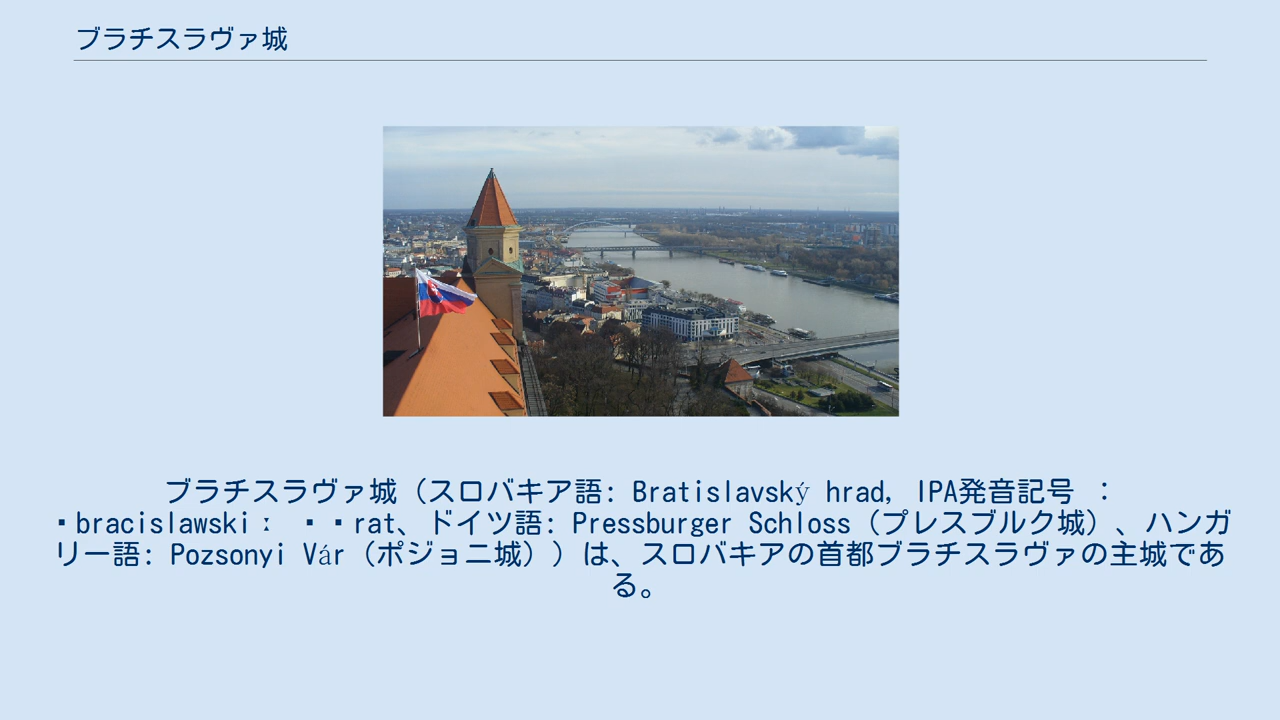 ブラチスラヴァ城
ブラチスラヴァ城（スロバキア語: Bratislavský hrad, IPA発音記号 ：
▪bracislawskiː ▪▪rat、ドイツ語: Pressburger Schloss（プレスブルク城）、ハンガ
リー語: Pozsonyi Vár（ポジョニ城））は、スロバキアの首都ブラチスラヴァの主城であ
る。